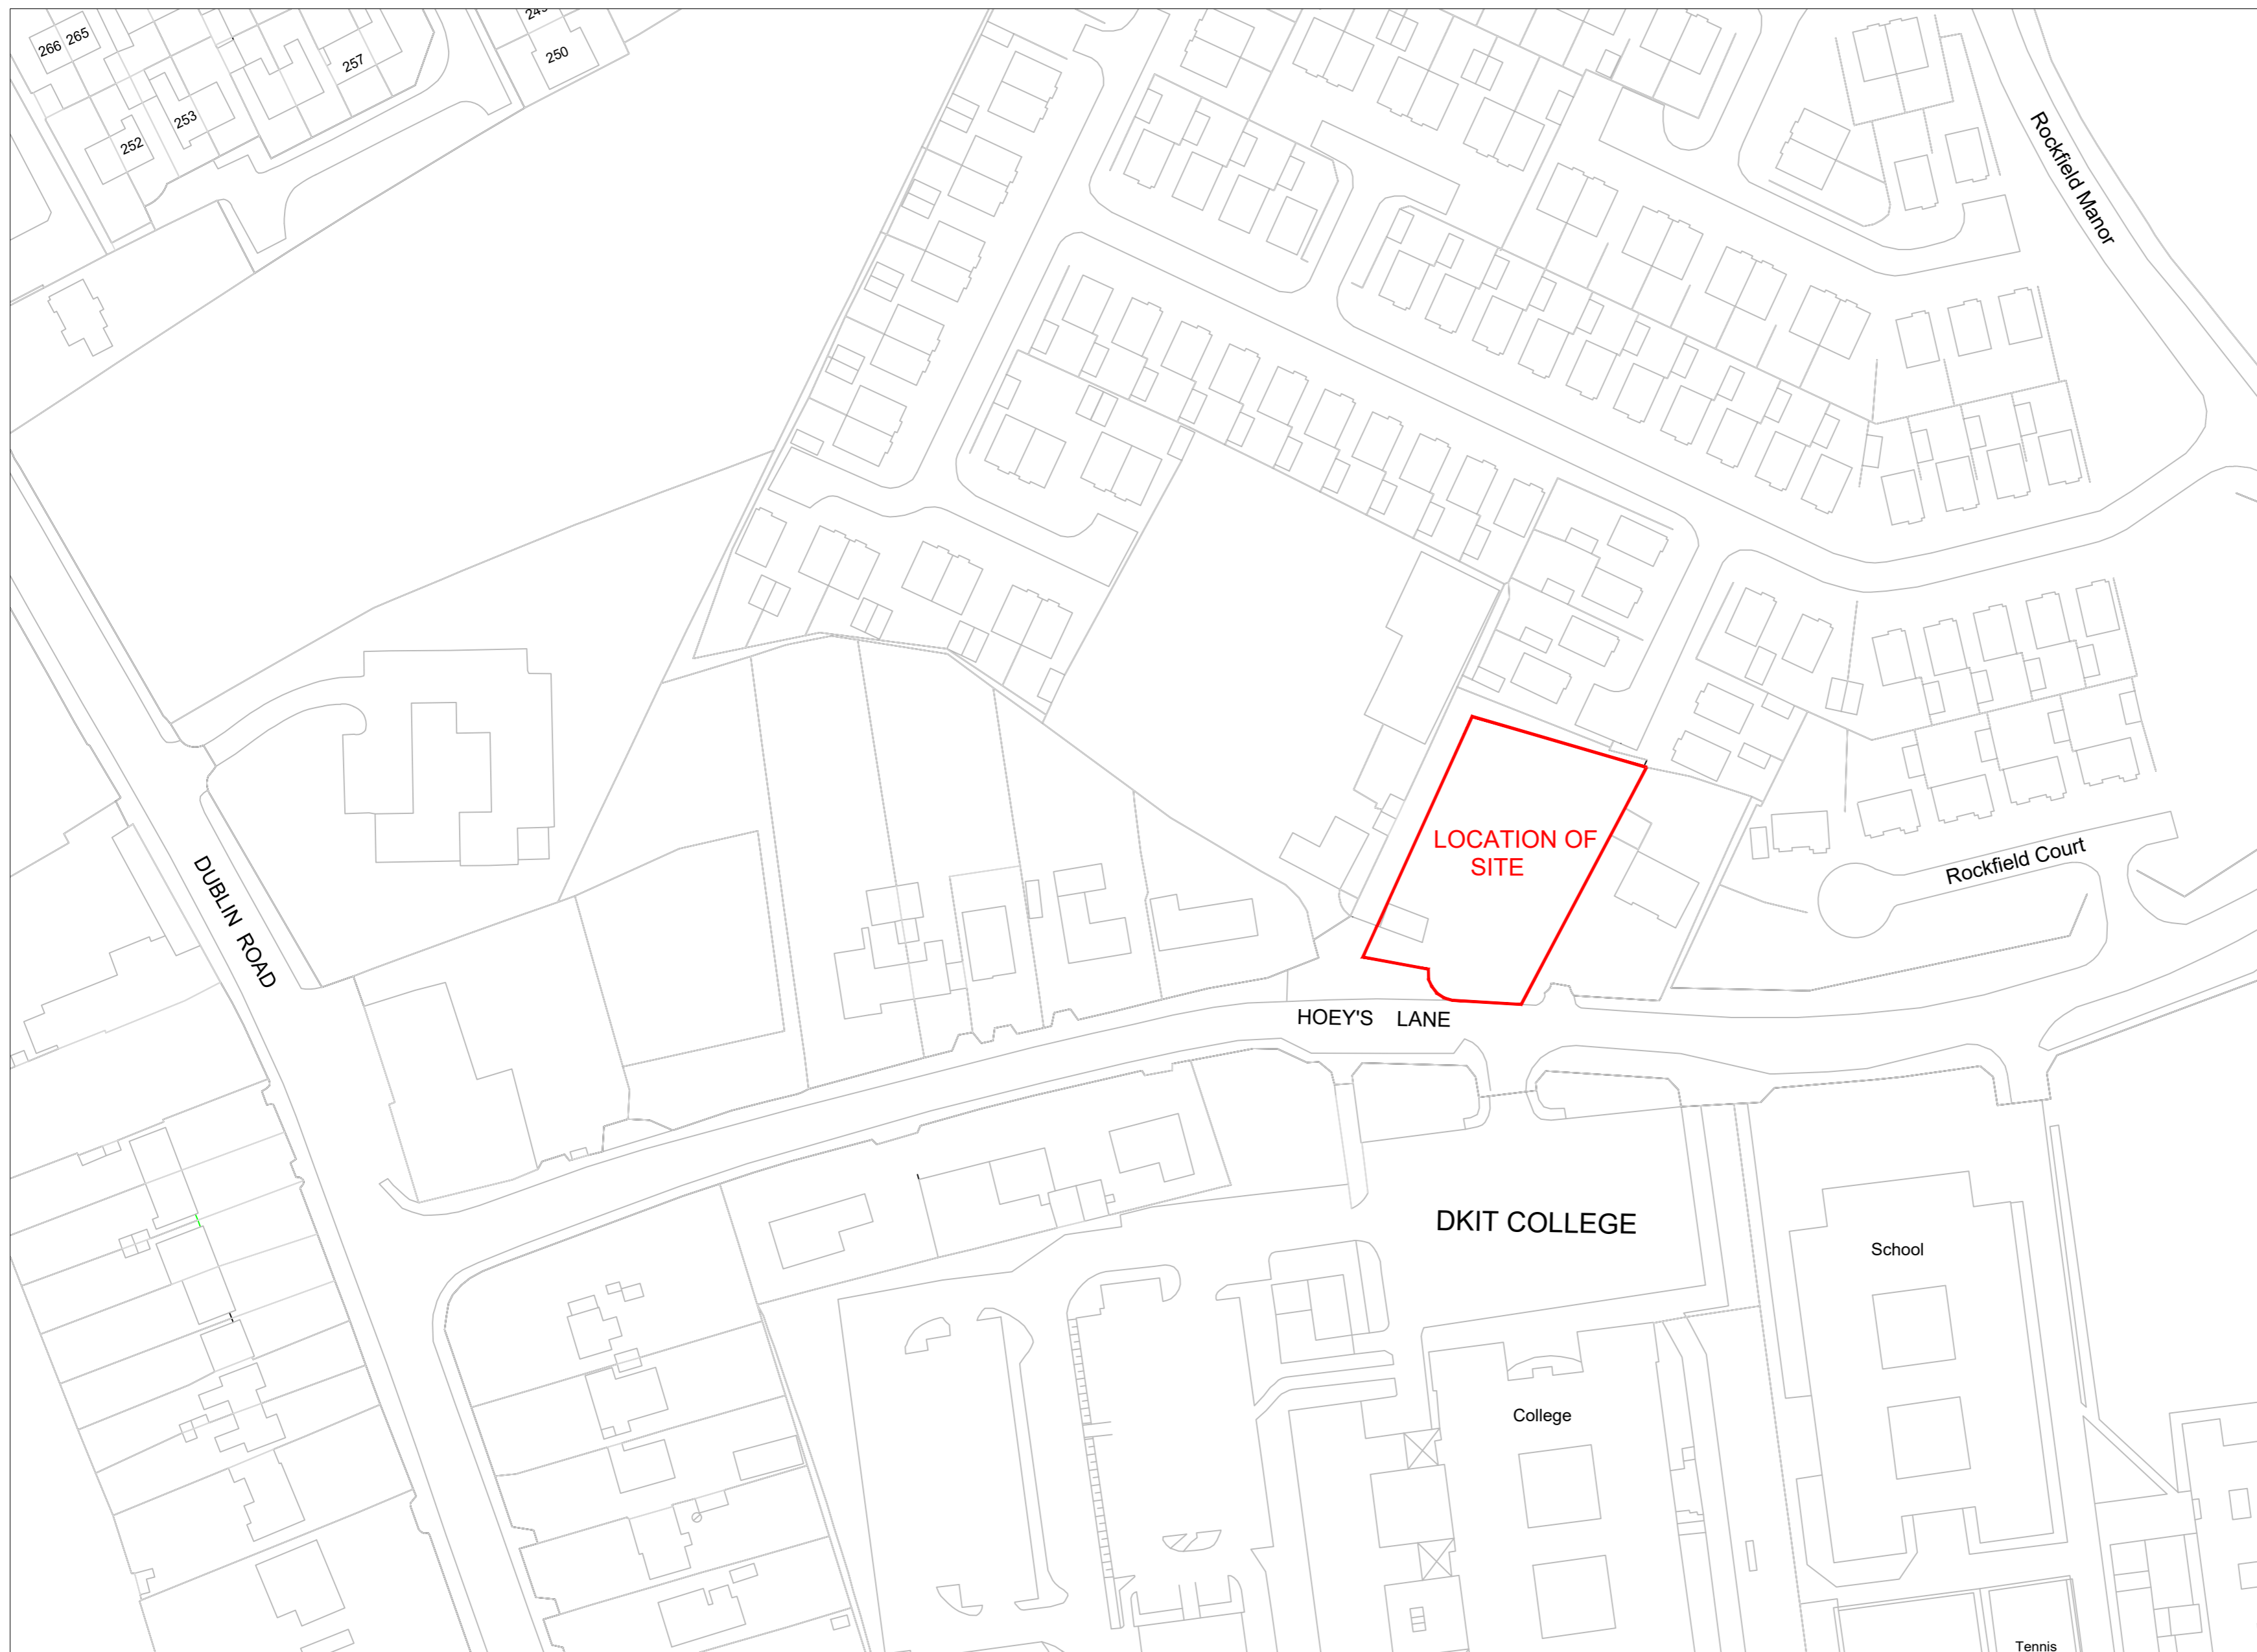 266 265
257
249
250
253
252
Rockfield Manor
LOCATION OF
SITE
Rockfield Court
DUBLIN ROAD
HOEY'S LANE
DKIT COLLEGE
School
College
Tennis